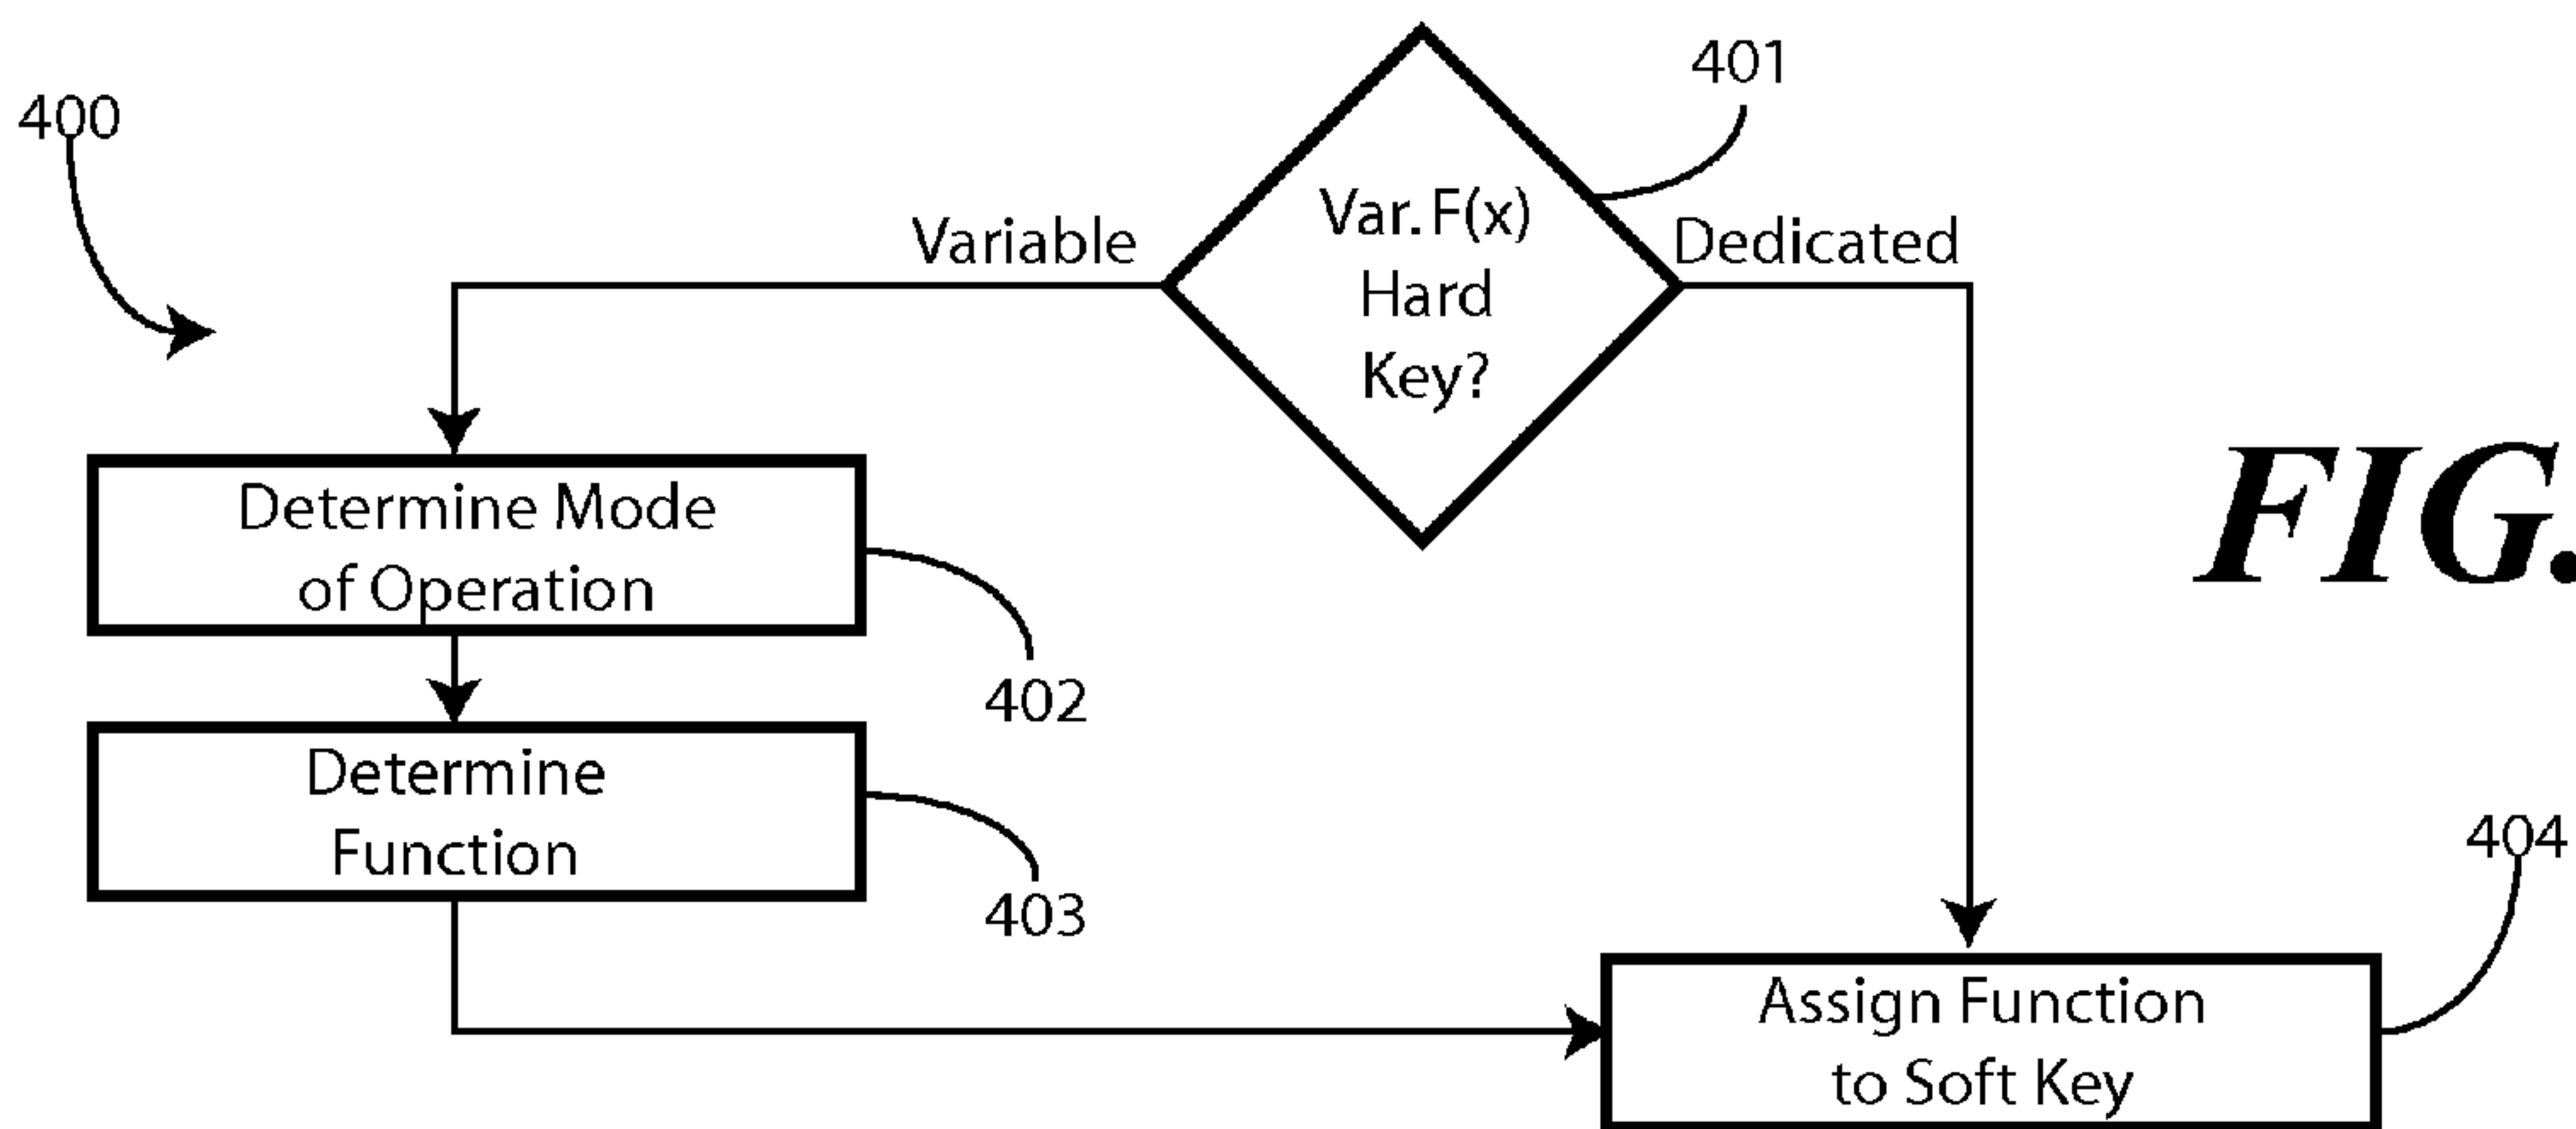 401
400
Var. F(x)
Hard
Key?
Variable
Dedicated
Determine Mode
of Operation
402
FIG.
Determine
Function
403
404
Assign Function
to Soft Key